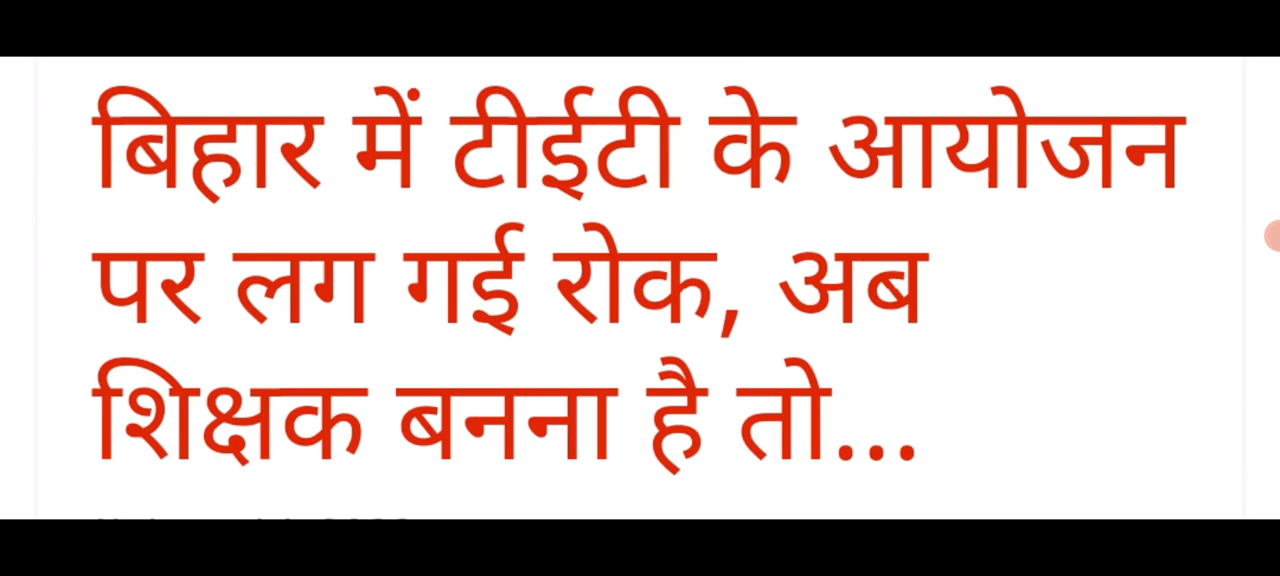 बिहार में टीईटी के आयोजन
पर लग गई रोक, अब
शिक्षक बनना है तो...